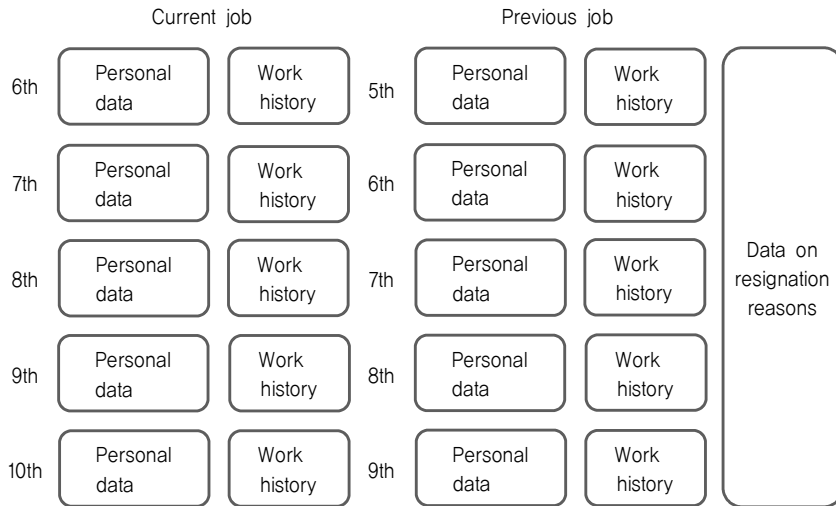 Current job
Previous job
6th
Personal
data
Work
history
5th
Personal
data
Work
history
7th
Personal
data
Work
history
6th
Personal
data
Work
history
8th
Personal
data
Work
history
7th
Personal
data
Work
history
9th
Personal
data
Work
history
8th
Personal
data
Work
history
10th
Personal
data
Work
history
9th
Personal
data
Work
history
Data on
resignation
reasons